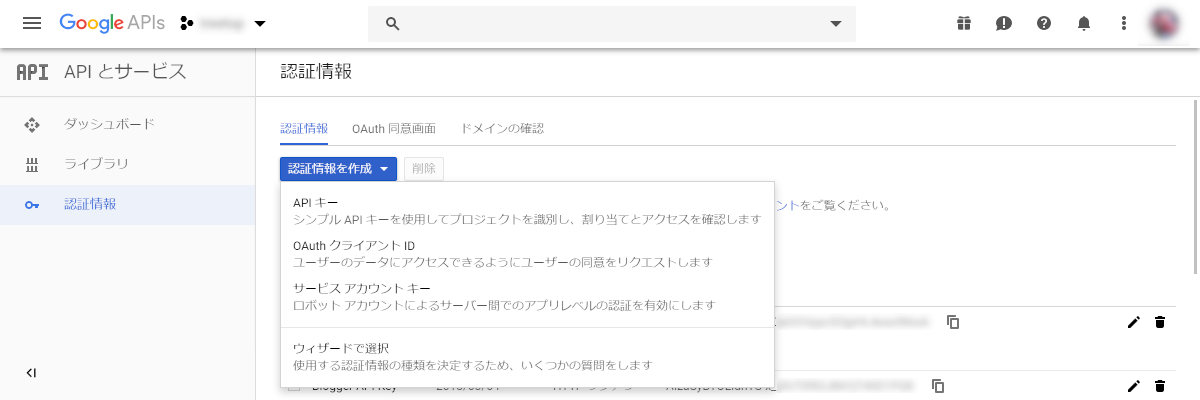 Google APIs
API APIとサービス
認証情報
ダッシュボード
ライブラリ
認証情報
認証情報 OAuth 同意画面 ドメインの確認
認証情報を作成 削除
API キー
シンプル API キーを使用してプロジェクトを識別し、割り当てとアクセスを確認します
ントをご覧ください。
OAuth クライアント ID
ユーザーのデータにアクセスできるようにユーザーの同意をリクエストします
サービス アカウント キー
ロボット アカウントによるサーバー間でのアプリレベルの認証を有効にします
ウィザードで選択
使用する認証情報の種類を決定するため、いくつかの質問をします